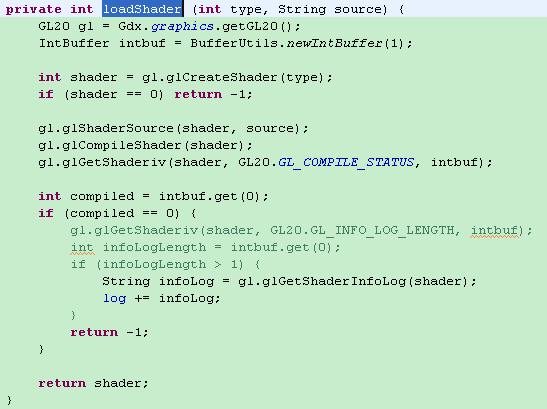 private int loadShader (int type, String source) {
GL20 gl = Gdx.graphics.getGL20();
IntBuffer intbuf = BufferUtils.newIntBuffer(1);
int shader = gl.glCreateShader(type);
if (shader == 0) return -1;
gl.glShaderSource(shader, source);
gl.glCompileShader(shader);
gl.glGetShaderiv(shader, GL20.GL_COMPILE_STATUS, intbuf);
int compiled = intbuf.get(0);
if (compiled == 0) {
gl.glGetShaderiv(shader, GL20.GL_INFO_LOG_LENGTH, intbuf);
int infoLogLength = intbuf.get(0);
if (infoLogLength > 1) {
String infoLog = gl.glGetShaderInfoLog(shader);
log += infoLog;
}
return -1;
}
return shader;
}